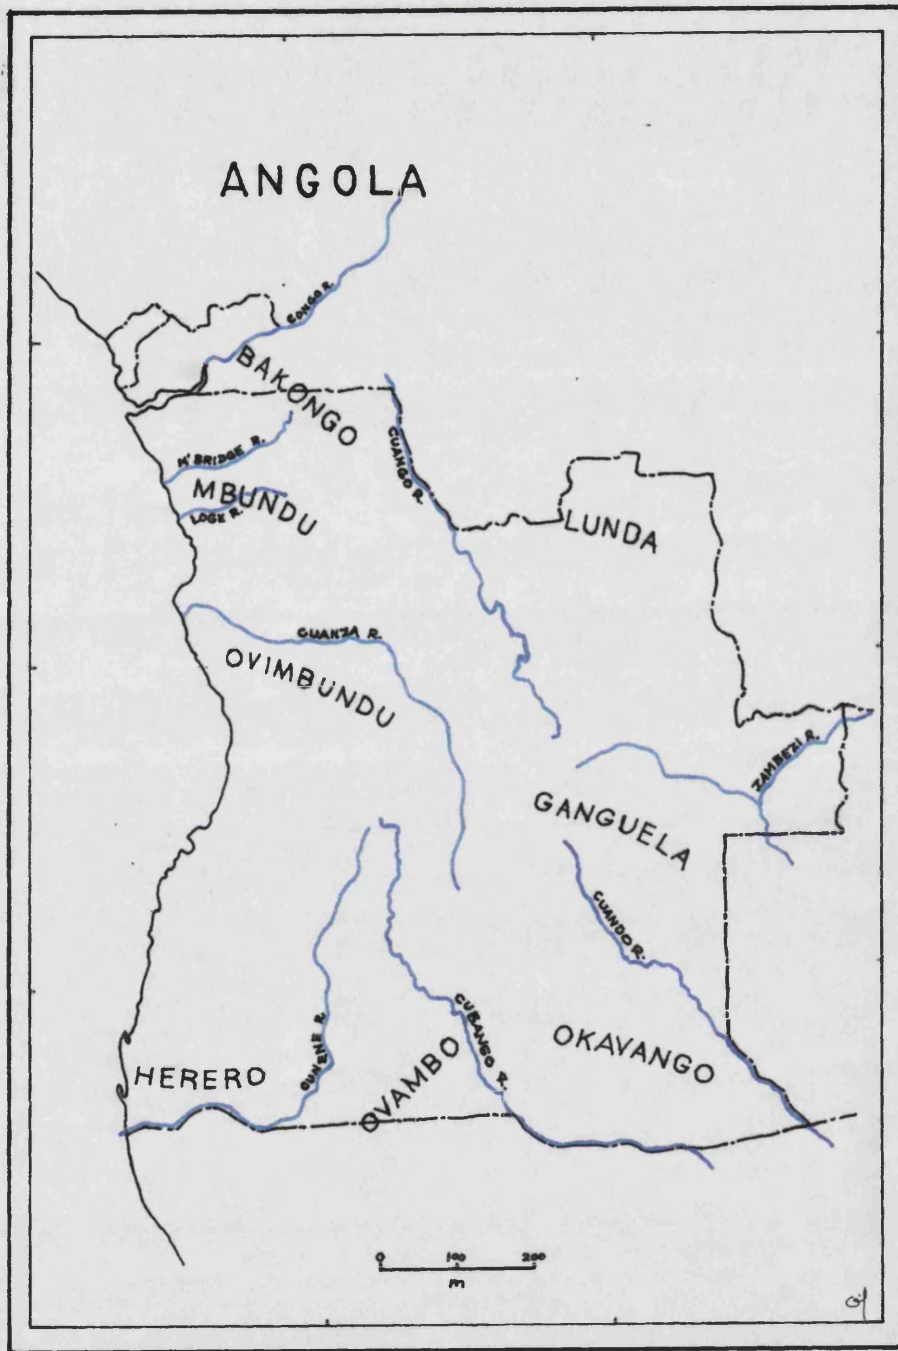 ANGOLA
CONGO R.
BAKONGO
CUANGO R.
M'BRIDGE R.
MBUNDU
LOGE R.
LUNDA
CUANZA R.
OVIMBUNDU
ZAMBEZI R.
GANGUELA
CUANDO R.
CUBANGO R.
CUNENE R.
OKAVANGO
HERERO
OVAMBO
0 100 200
m